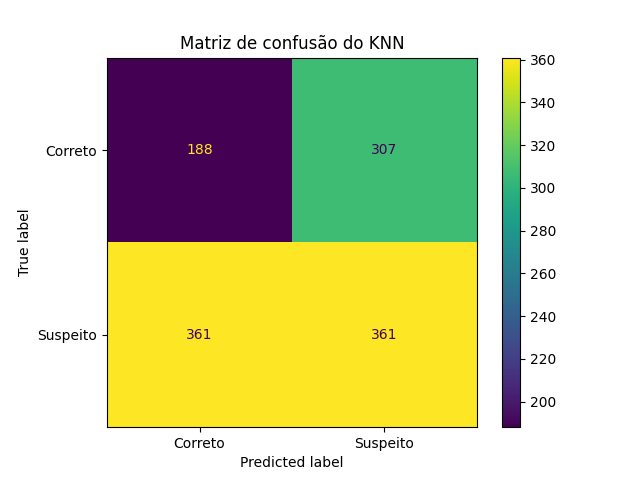 Matriz de confusão do KNN
True label
Correto
188
307
Suspeito
361
361
Correto
Suspeito
Predicted label
360
340
320
300
280
260
240
220
200